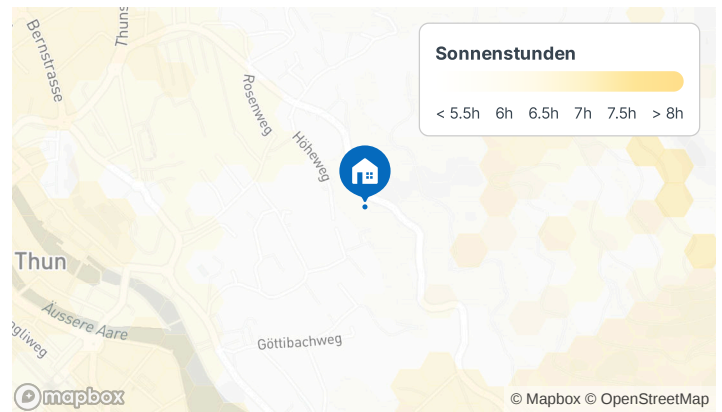 Bernstrasse
Thuns
Rosenweg
Höheweg
Sonnenstunden
< 5.5h 6h 6.5h 7h 7.5h > 8h
Thun
Äussere Aare
Göttibachweg
mapbox
© Mapbox © OpenStreetMap